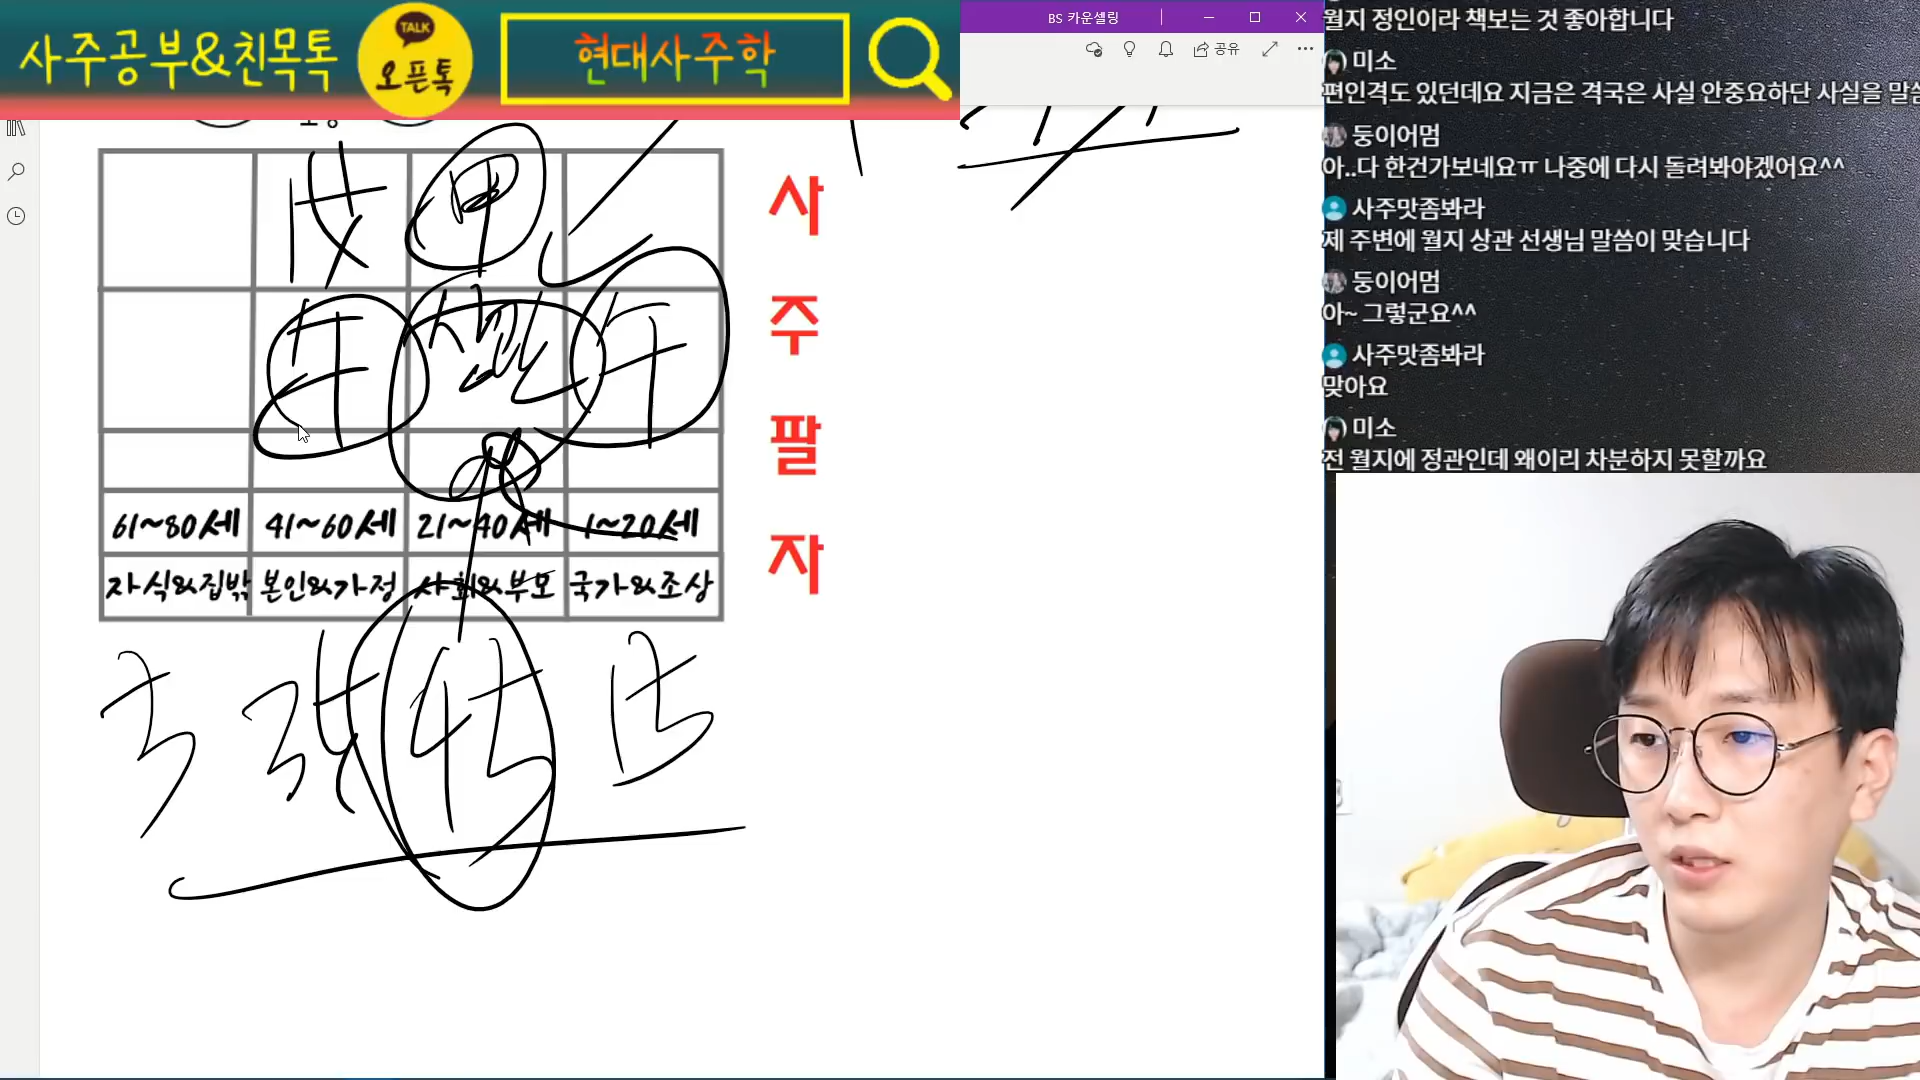 사주공부&친목톡
TALK
오픈톡
현대사주학
BS 카운셀링
공유
戊 甲
午 午
61~80세 41~60세 21~40세 1~20세
자식&집밖 본인&가정 사회&부모 국가&조상
사
주
팔
자
월지 정인이라 책보는 것 좋아합니다
미소
편인격도 있던데요 지금은 격국은 사실 안중요하단 사실을 말씀
둥이어멈
아..다 한건가보네요ㅠ 나중에 다시 돌려봐야겠어요^^
사주맛좀봐라
제 주변에 월지 상관 선생님 말씀이 맞습니다
둥이어멈
아~ 그렇군요^^
사주맛좀봐라
맞아요
미소
전 월지에 정관인데 왜이리 차분하지 못할까요